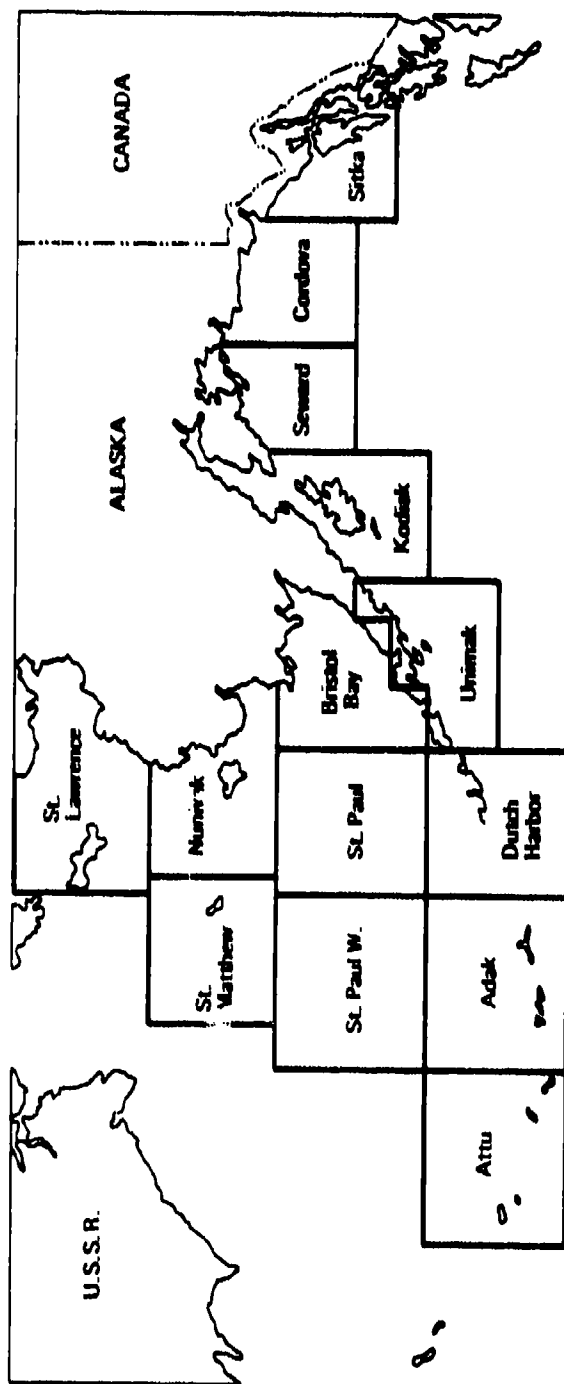 U.S.S.R.
ALASKA
CANADA
St.
Lawrence
St.
Matthew
Nunivak
St. Paul W.
St. Paul
Bristol
Bay
Kodiak
Seward
Cordova
Sitka
Attu
Adak
Dutch
Harbor
Unimak